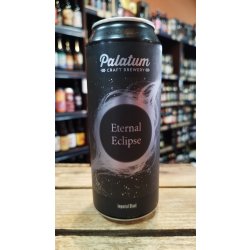 Palatum
CRAFT BREWERY
Eternal
Eclipse
Imperial Stout